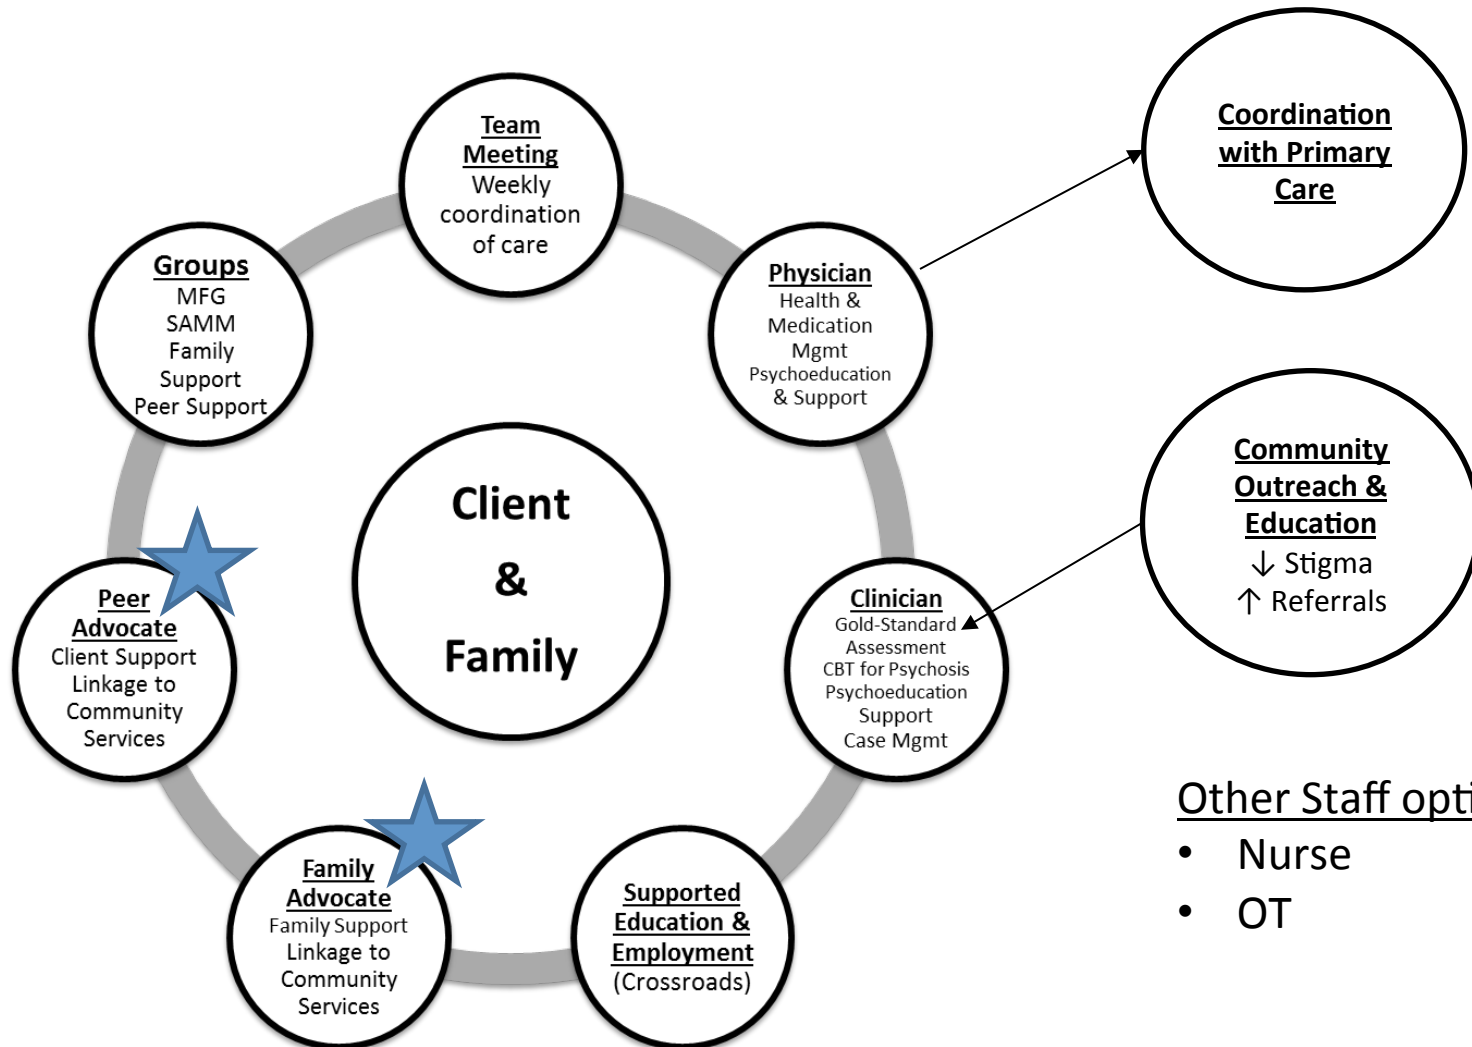 Team
Meeting
Weekly
coordination
of care
Physician
Health &
Medication
Mgmt
Psychoeducation
& Support
Clinician
Gold-Standard
Assessment
CBT for Psychosis
Psychoeducation
Support
Case Mgmt
Supported
Education &
Employment
(Crossroads)
Family
Advocate
Family Support
Linkage to
Community
Services
Peer
Advocate
Client Support
Linkage to
Community
Services
Groups
MFG
SAMM
Family
Support
Peer Support
Client
&
Family
Coordination
with Primary
Care
Community
Outreach &
Education
↓ Stigma
↑ Referrals
Other Staff
• Nurse
• OT